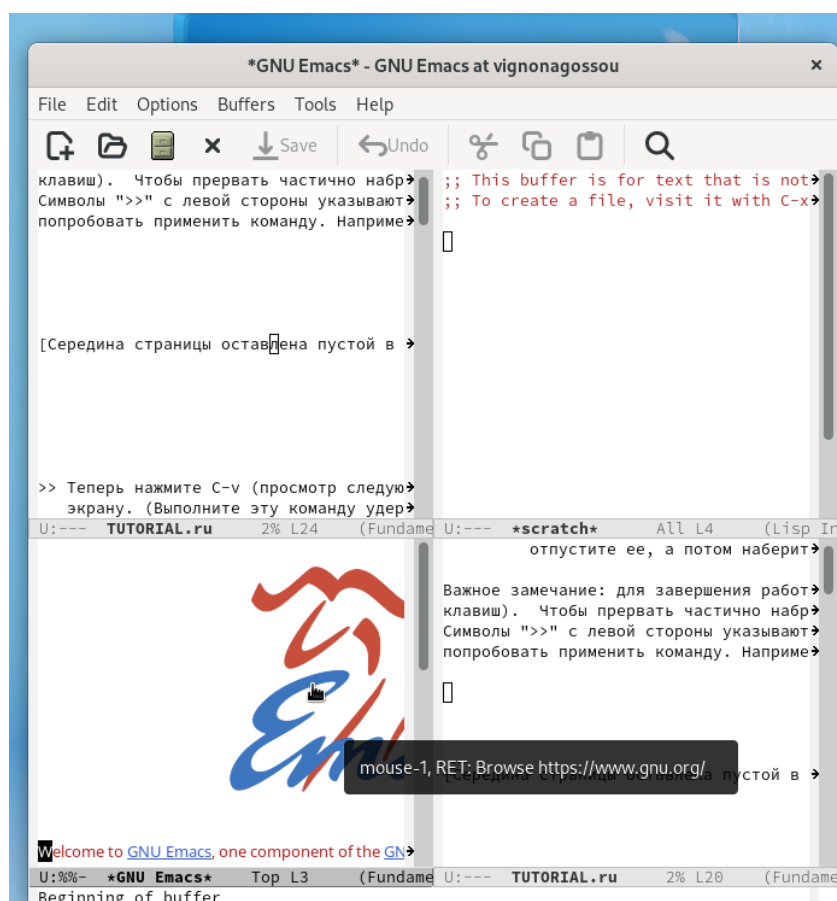 *GNU Emacs* - GNU Emacs at vignonagossou
File Edit Options Buffers Tools Help
Save Undo
клавиш). Чтобы прервать частично набр
Символы ">>" с левой стороны указывают
попробовать применить команду. Наприме
[Середина страницы оставлена пустой в
>> Теперь нажмите C-v (просмотр следую
экрану. (Выполните эту команду удер
U:--- TUTORIAL.ru 2% L24 (Fundame
;; This buffer is for text that is not
;; To create a file, visit it with C-x
U:--- *scratch* All L4 (Lisp In
Welcome to GNU Emacs, one component of the GN
U:%%- *GNU Emacs* Top L3 (Fundame
отпустите ее, а потом наберит
Важное замечание: для завершения работ
клавиш). Чтобы прервать частично набр
Символы ">>" с левой стороны указывают
попробовать применить команду. Наприме
mouse-1, RET: Browse https://www.gnu.org/
[Середина страницы оставлена пустой в
U:--- TUTORIAL.ru 2% L20 (Fundame
Beginning of buffer